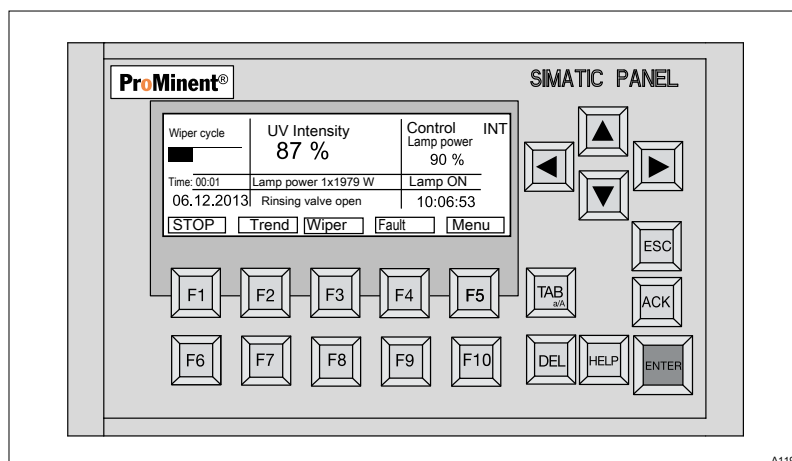 ProMinent®
SIMATIC PANEL
Wiper cycle
UV Intensity
87 %
Control INT
Lamp power
90 %
Time: 00:01
Lamp power 1x1979 W
Lamp ON
06.12.2013
Rinsing valve open
10:06:53
STOP
Trend
Wiper
Fault
Menu
ESC
F1
F2
F3
F4
F5
TAB
a/A
ACK
F6
F7
F8
F9
F10
DEL
HELP
ENTER